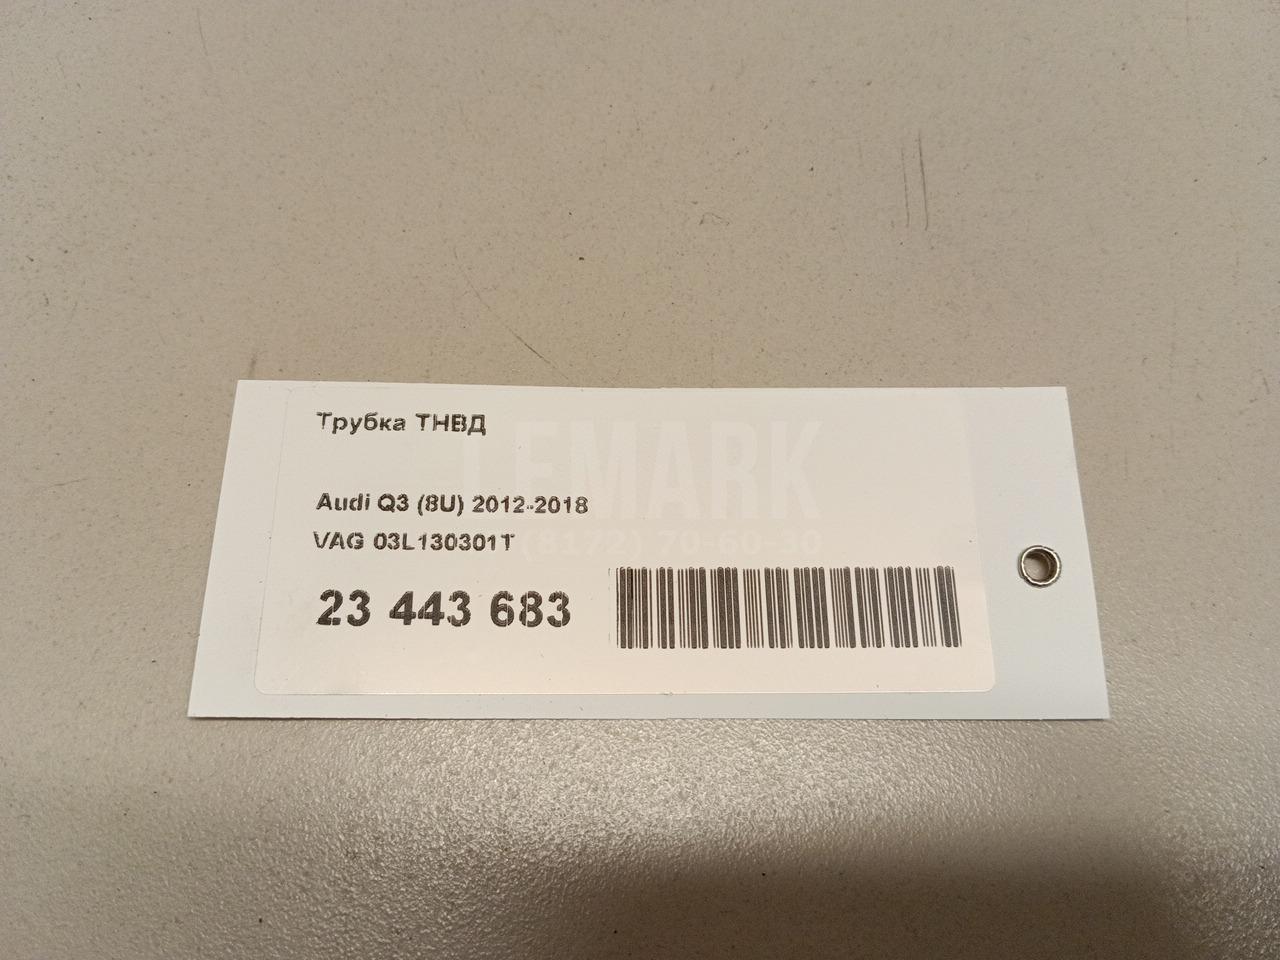 Трубка ТНВД
LEMARK
Audi Q3 (8U) 2012-2018
VAG 03L130301T
(8172) 70-60-30
23 443 683